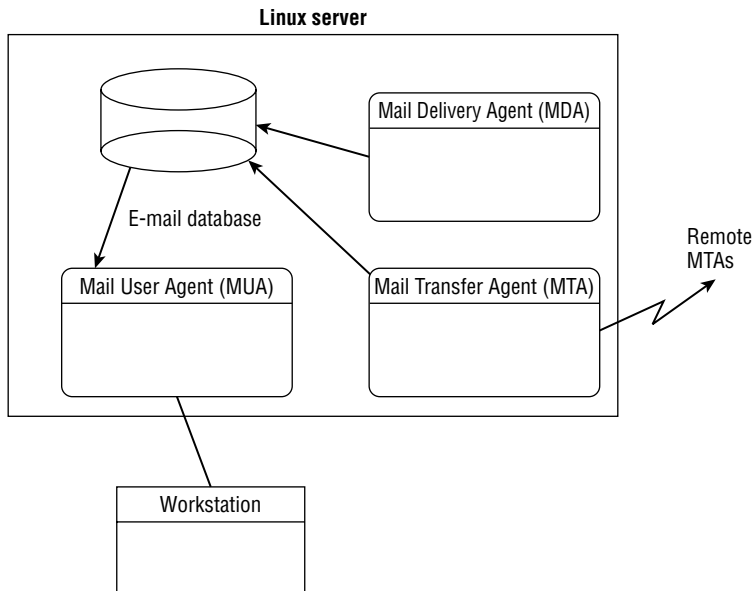 Linux server
Mail Delivery Agent (MDA)
E-mail database
Remote
MTAs
Mail User Agent (MUA)
Mail Transfer Agent (MTA)
Workstation